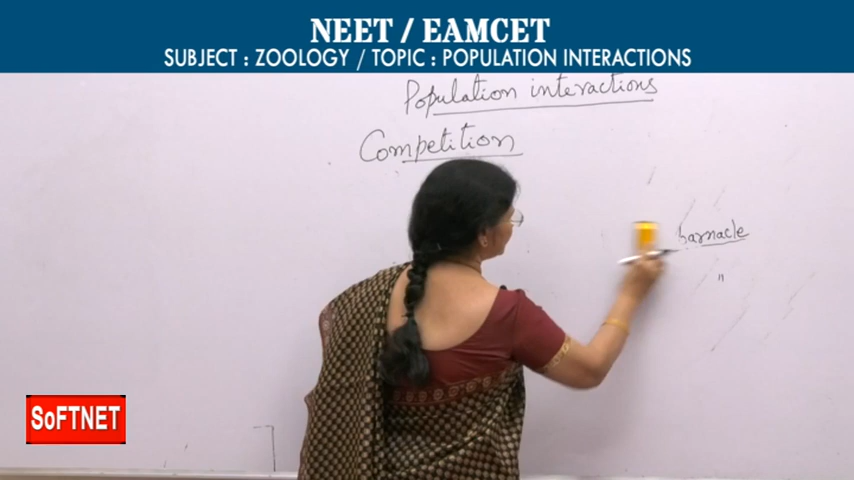 NEET / EAMCET
SUBJECT : ZOOLOGY / TOPIC : POPULATION INTERACTIONS
Population interactions
Competition
barnacle
"
SoFTNET